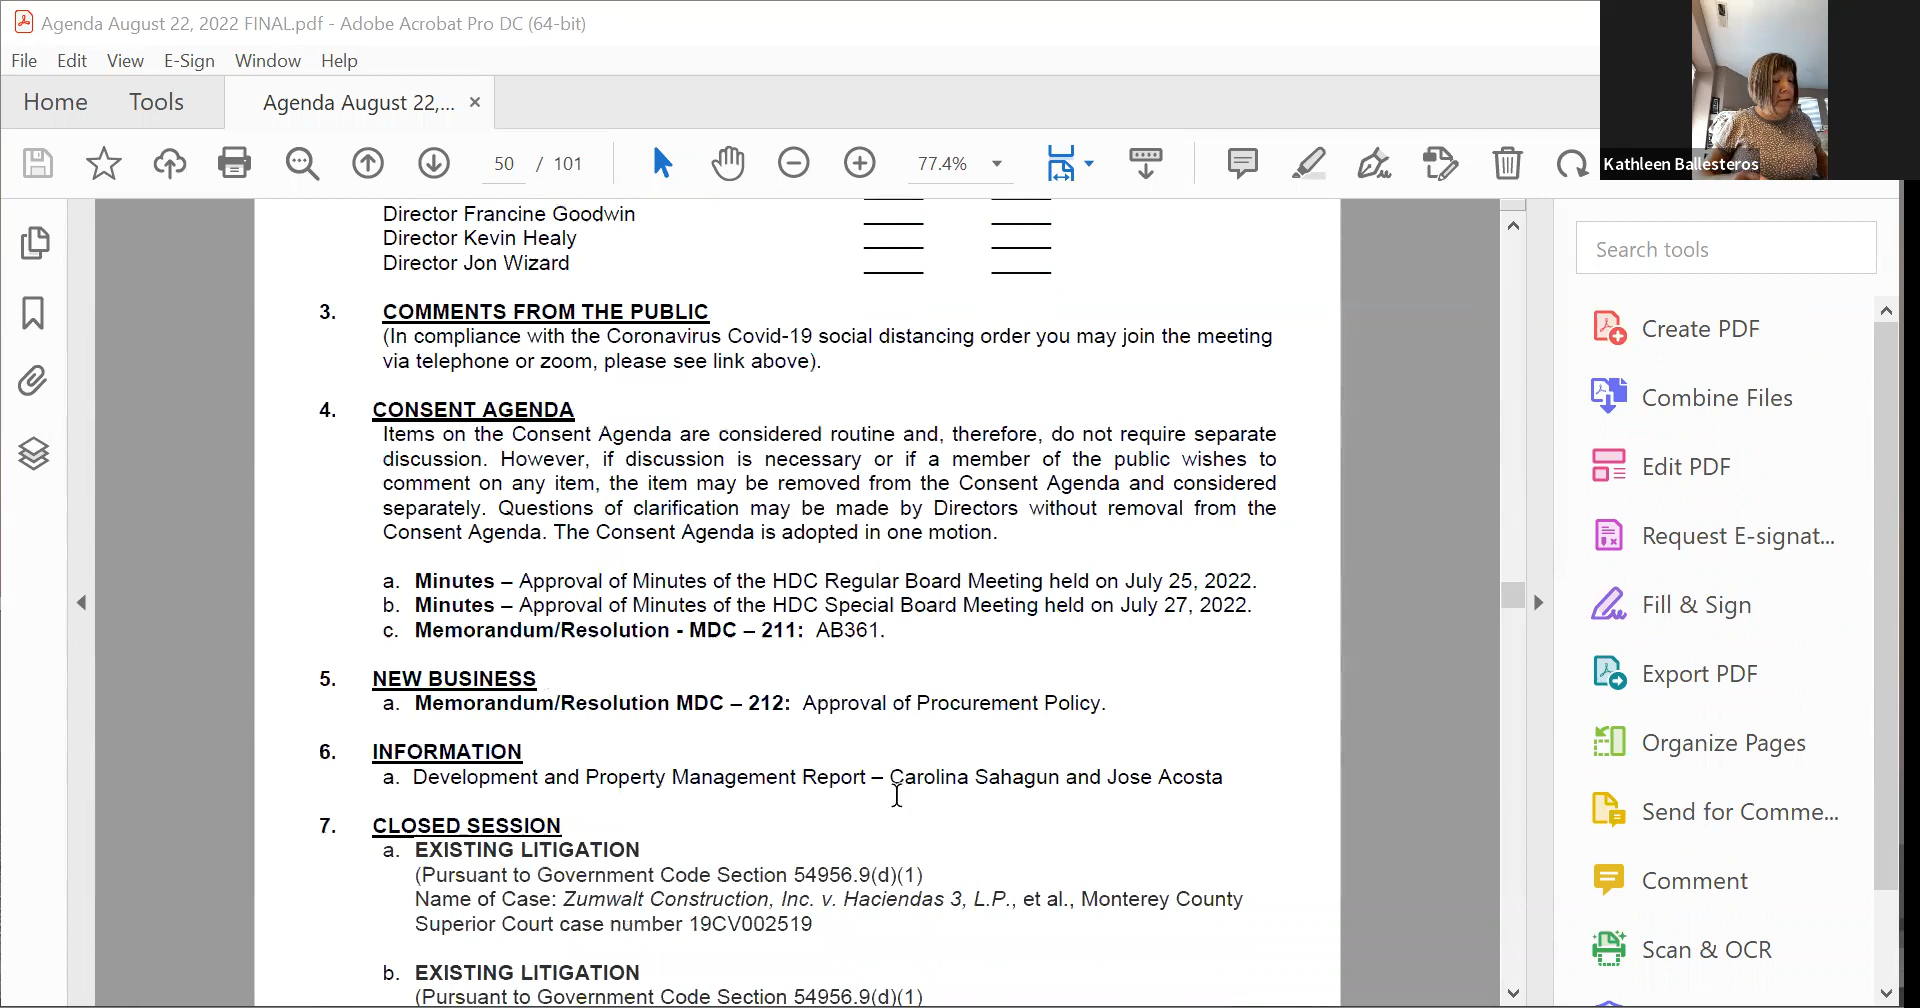 Agenda August 22, 2022 FINAL.pdf - Adobe Acrobat Pro DC (64-bit)
File Edit View E-Sign Window Help
Home Tools Agenda August 22,... ×
50 / 101 77.4%
Kathleen Ballesteros
Director Francine Goodwin
Director Kevin Healy
Director Jon Wizard
3. COMMENTS FROM THE PUBLIC
(In compliance with the Coronavirus Covid-19 social distancing order you may join the meeting
via telephone or zoom, please see link above).
4. CONSENT AGENDA
Items on the Consent Agenda are considered routine and, therefore, do not require separate
discussion. However, if discussion is necessary or if a member of the public wishes to
comment on any item, the item may be removed from the Consent Agenda and considered
separately. Questions of clarification may be made by Directors without removal from the
Consent Agenda. The Consent Agenda is adopted in one motion.
a. Minutes – Approval of Minutes of the HDC Regular Board Meeting held on July 25, 2022.
b. Minutes – Approval of Minutes of the HDC Special Board Meeting held on July 27, 2022.
c. Memorandum/Resolution - MDC – 211: AB361.
5. NEW BUSINESS
a. Memorandum/Resolution MDC – 212: Approval of Procurement Policy.
6. INFORMATION
a. Development and Property Management Report – Carolina Sahagun and Jose Acosta
7. CLOSED SESSION
a. EXISTING LITIGATION
(Pursuant to Government Code Section 54956.9(d)(1)
Name of Case: Zumwalt Construction, Inc. v. Haciendas 3, L.P., et al., Monterey County
Superior Court case number 19CV002519
b. EXISTING LITIGATION
(Pursuant to Government Code Section 54956.9(d)(1)
Search tools
Create PDF
Combine Files
Edit PDF
Request E-signat...
Fill & Sign
Export PDF
Organize Pages
Send for Comme...
Comment
Scan & OCR